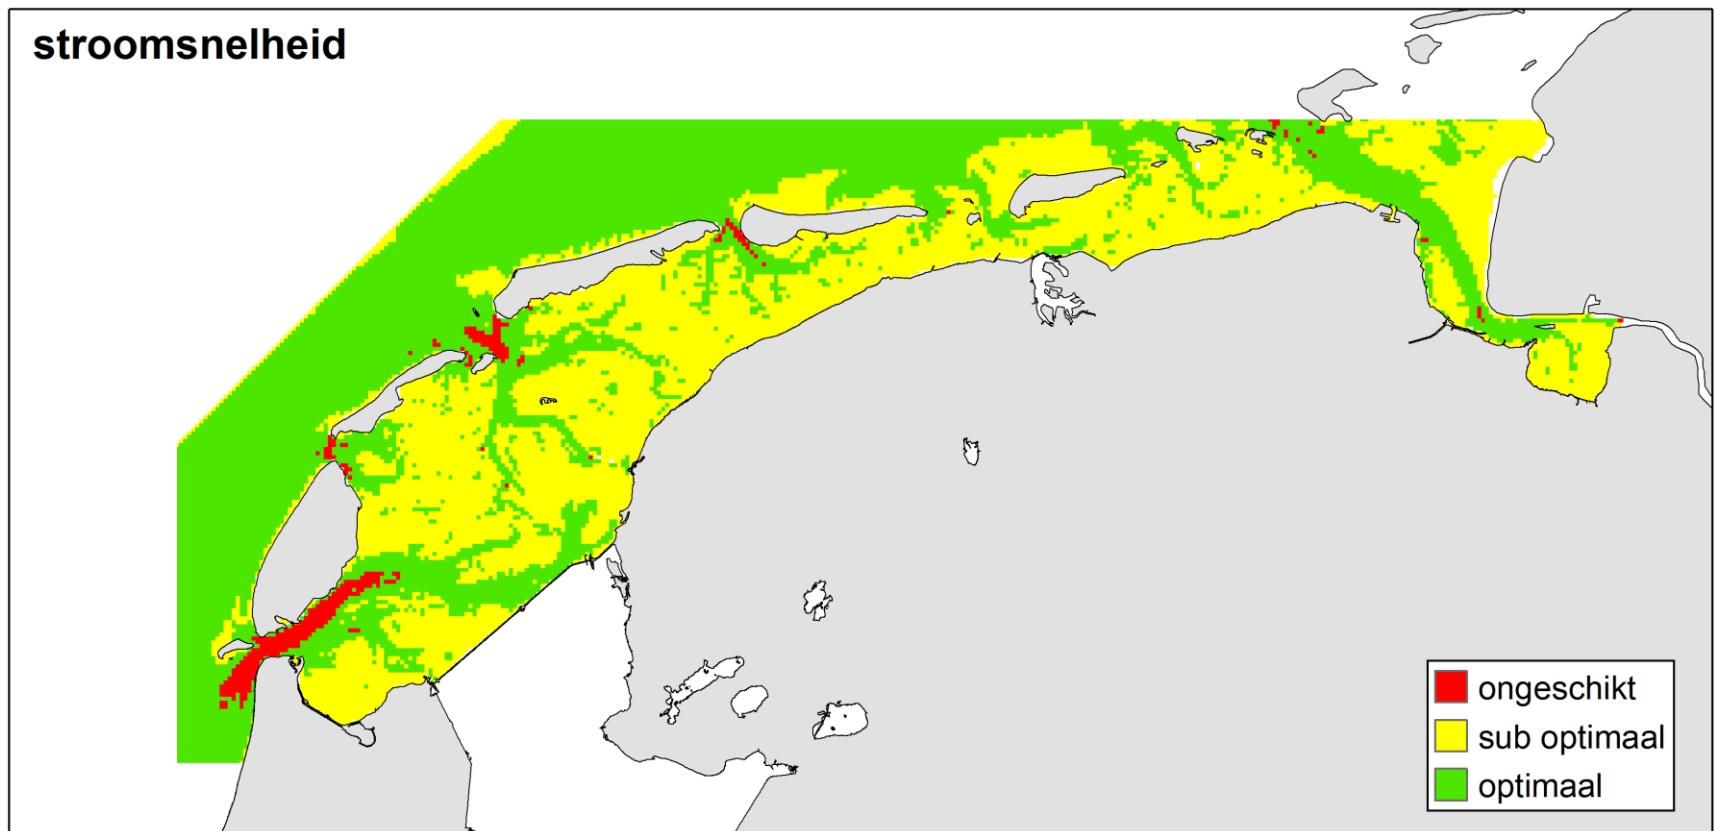 stroomsnelheid
ongeschikt
sub optimaal
optimaal